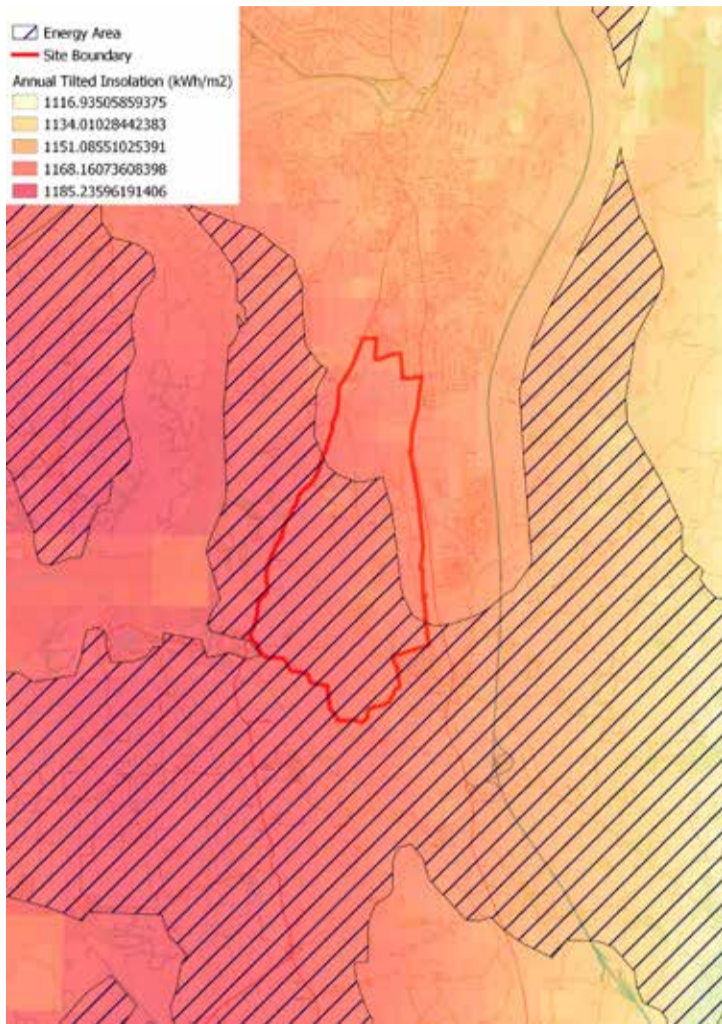 Energy Area
Site Boundary
Annual Tilted Insolation (kWh/m2)
1116.93505859375
1134.01028442383
1151.08551025391
1168.16073608398
1185.23596191406